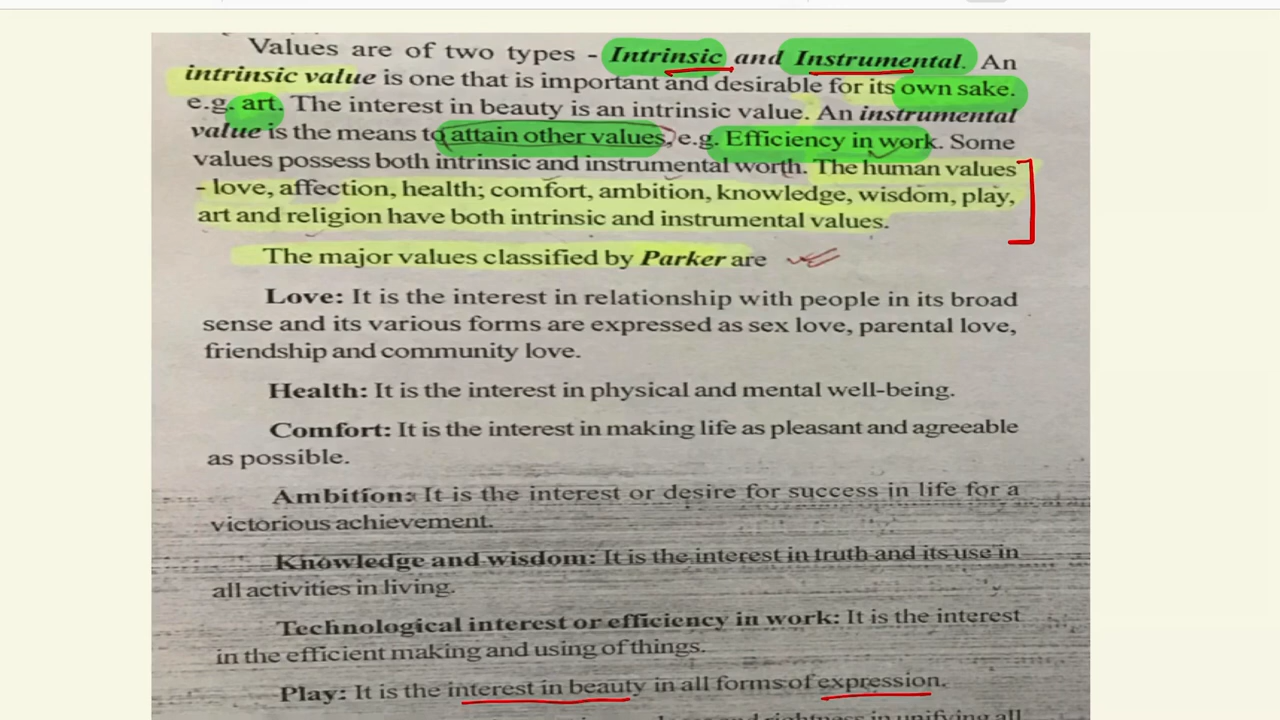 Values are of two types - Intrinsic and Instrumental. An
intrinsic value is one that is important and desirable for its own sake.
e.g. art. The interest in beauty is an intrinsic value. An instrumental
value is the means to attain other values, e.g. Efficiency in work. Some
values possess both intrinsic and instrumental worth. The human values
- love, affection, health; comfort, ambition, knowledge, wisdom, play,
art and religion have both intrinsic and instrumental values.
The major values classified by Parker are
Love: It is the interest in relationship with people in its broad
sense and its various forms are expressed as sex love, parental love,
friendship and community love.
Health: It is the interest in physical and mental well-being.
Comfort: It is the interest in making life as pleasant and agreeable
as possible.
Ambition: It is the interest or desire for success in life for a
victorious achievement.
Knowledge and wisdom: It is the interest in truth and its use in
all activities in living.
Technological interest or efficiency in work: It is the interest
in the efficient making and using of things.
Play: It is the interest in beauty in all forms of expression.
and rightness in unifying all